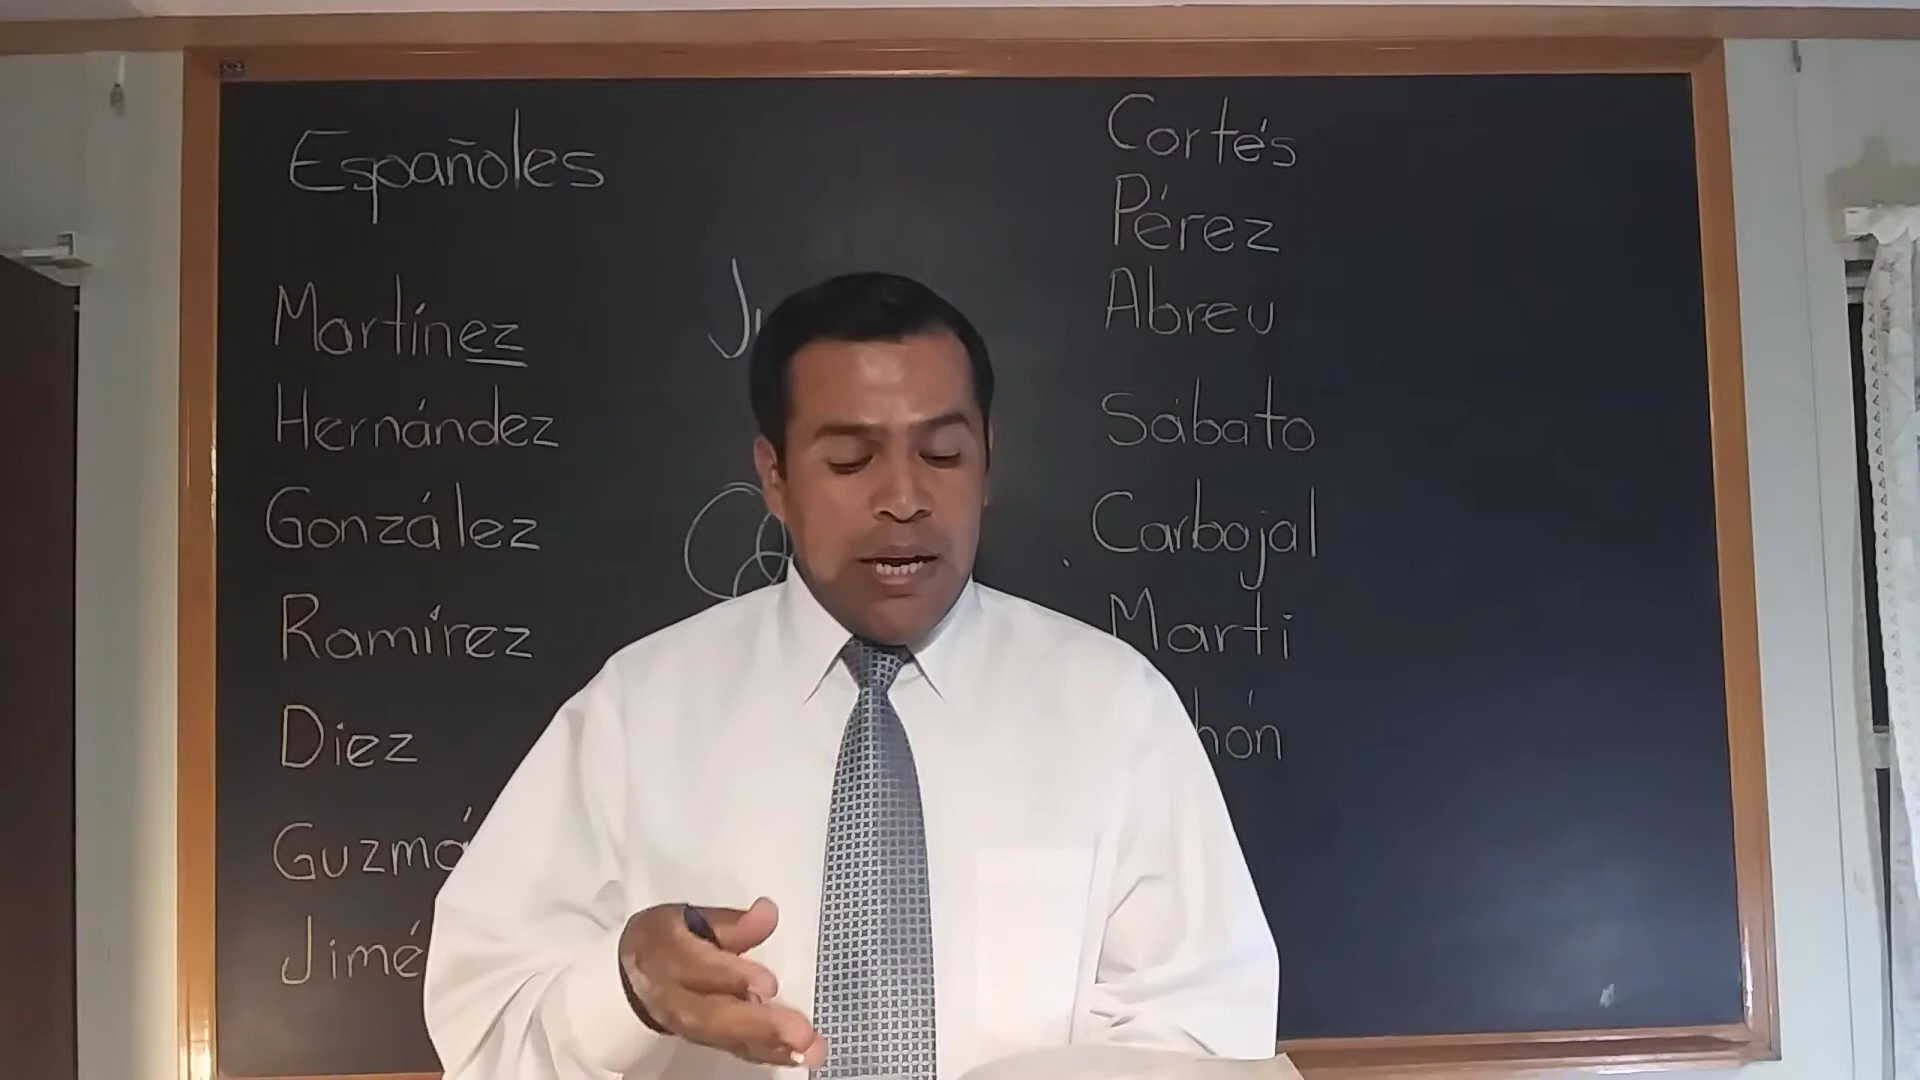 Españoles
Martínez
Hernández
González
Ramírez
Diez
Cortés
Pérez
Abreu
Sábato
Carbajal
Marti